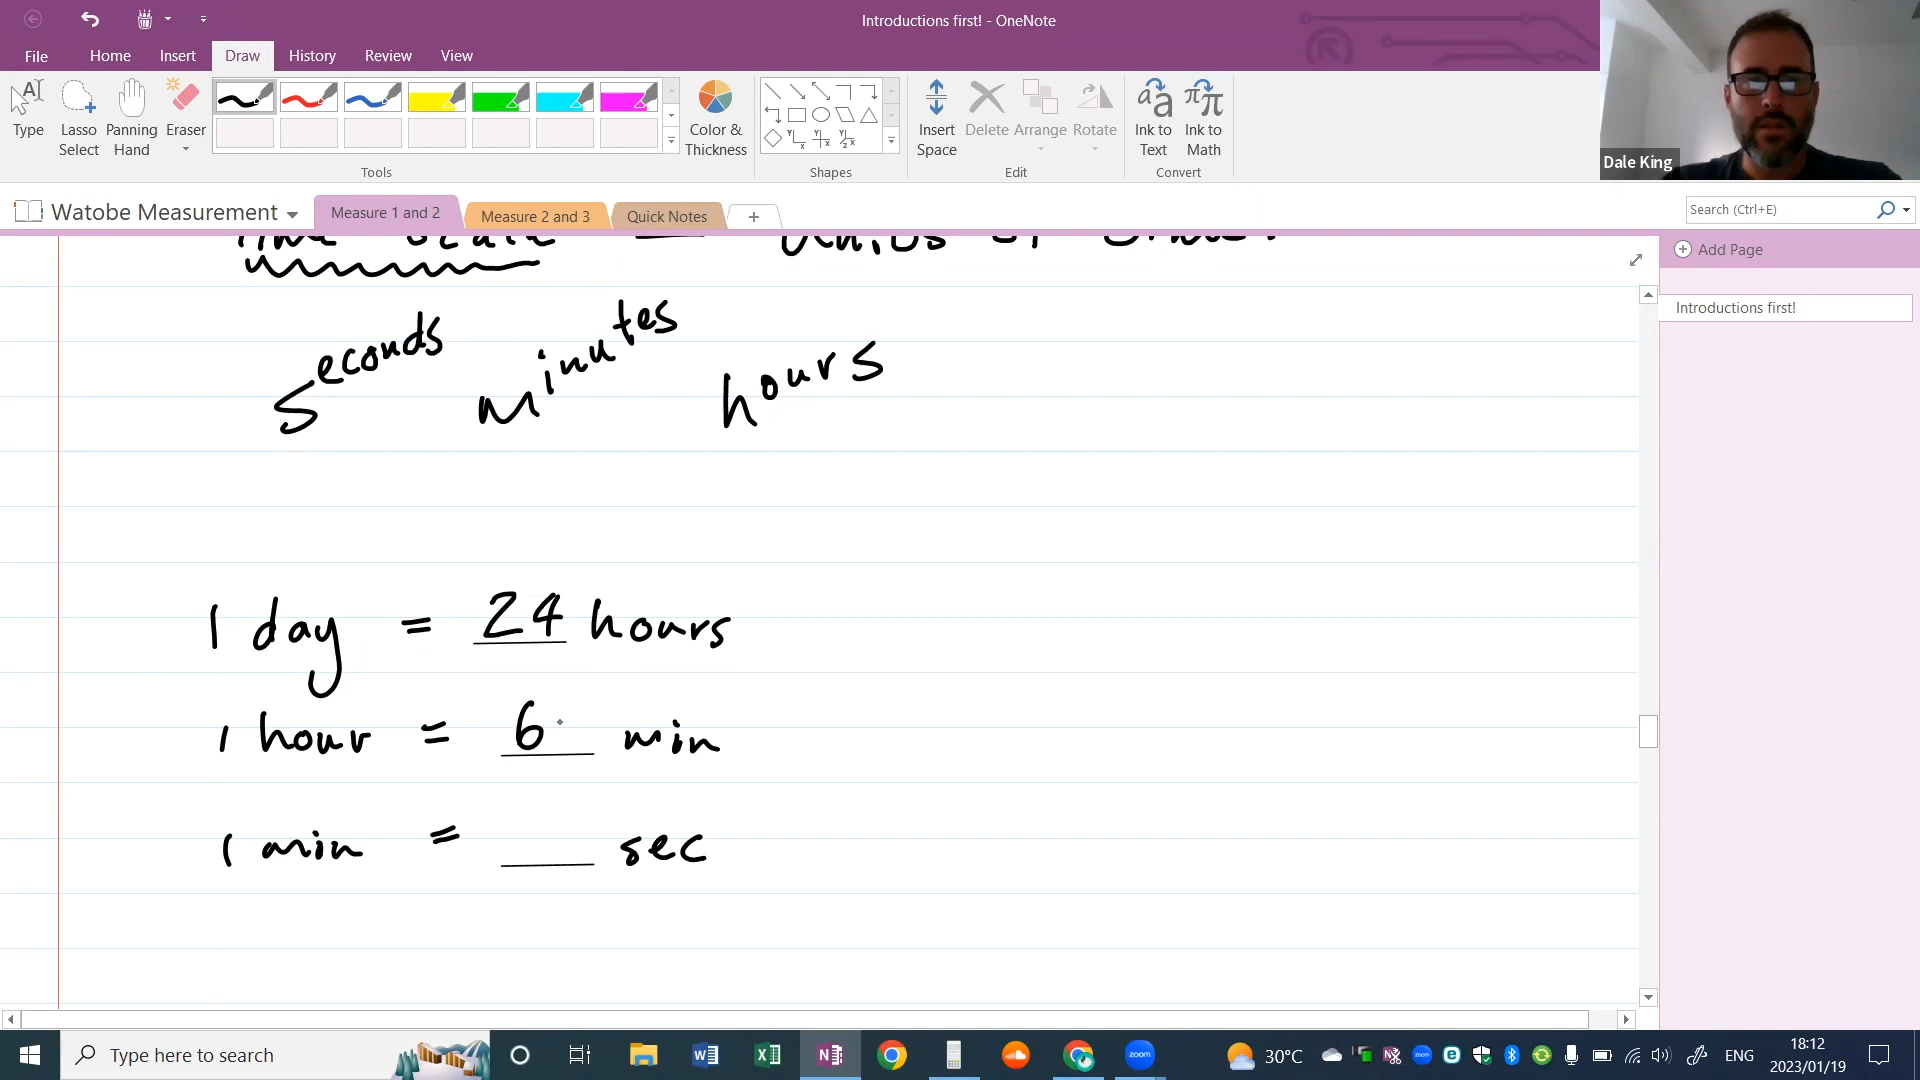 Introductions first! - OneNote
File Home Insert Draw History Review View
Type Lasso Select Panning Hand Eraser Color & Thickness Insert Space Delete Arrange Rotate Ink to Text Ink to Math
Tools Shapes Edit Convert
Dale King
Watobe Measurement Measure 1 and 2 Measure 2 and 3 Quick Notes
Search (Ctrl+E)
Add Page
Introductions first!
seconds minutes hours
1 day = 24 hours
1 hour = 6 min
1 min = ___ sec
Type here to search
30°C
ENG
18:12
2023/01/19
zoom